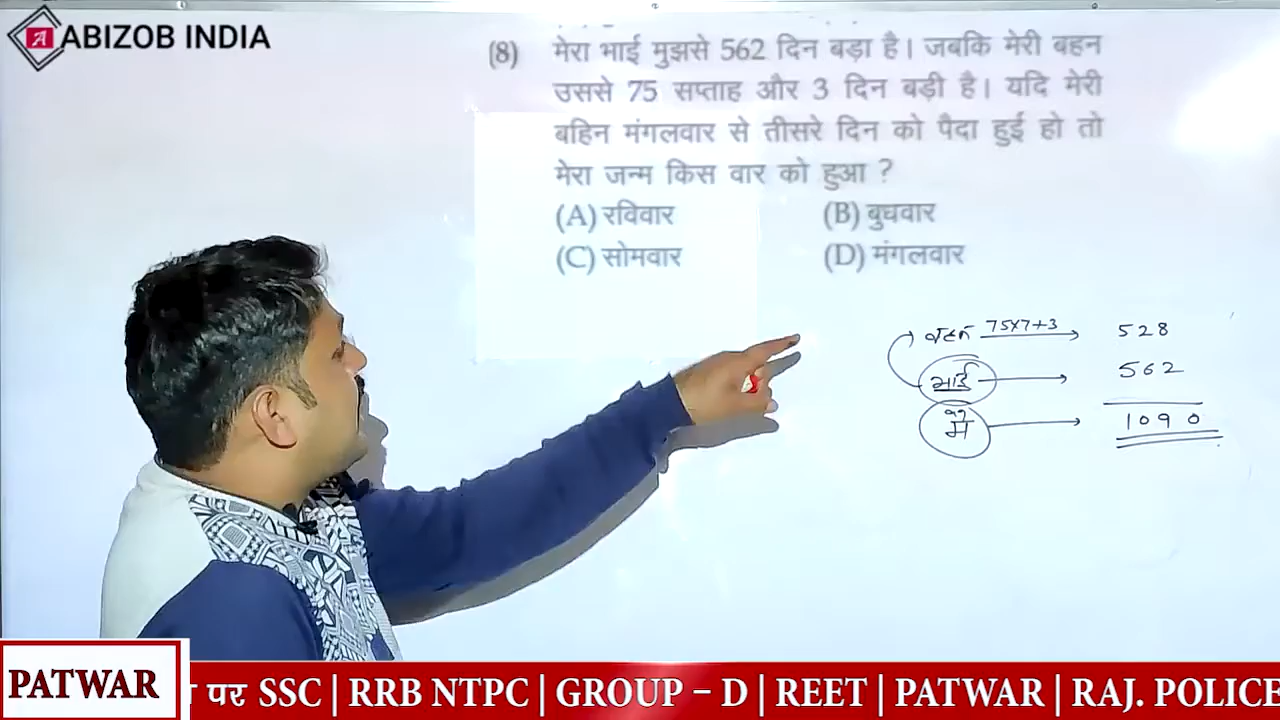 A ABIZOB INDIA
(8) मेरा भाई मुझसे 562 दिन बड़ा है। जबकि मेरी बहन
उससे 75 सप्ताह और 3 दिन बड़ी है। यदि मेरी
बहिन मंगलवार से तीसरे दिन को पैदा हुई हो तो
मेरा जन्म किस वार को हुआ ?
(A) रविवार (B) बुधवार
(C) सोमवार (D) मंगलवार
बहन 75x7+3 528
भाई 562
मैं 1090
PATWAR
पर SSC | RRB NTPC | GROUP – D | REET | PATWAR | RAJ. POLICE